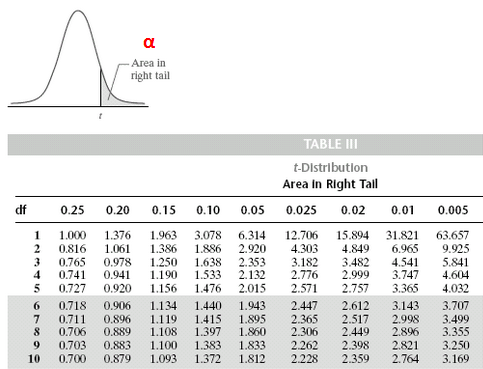 α
Area in
right tail
t
TABLE III
t-Distribution
Area in Right Tail
df 0.25 0.20 0.15 0.10 0.05 0.025 0.02 0.01 0.005
1 1.000 1.376 1.963 3.078 6.314 12.706 15.894 31.821 63.657
2 0.816 1.061 1.386 1.886 2.920 4.303 4.849 6.965 9.925
3 0.765 0.978 1.250 1.638 2.353 3.182 3.482 4.541 5.841
4 0.741 0.941 1.190 1.533 2.132 2.776 2.999 3.747 4.604
5 0.727 0.920 1.156 1.476 2.015 2.571 2.757 3.365 4.032
6 0.718 0.906 1.134 1.440 1.943 2.447 2.612 3.143 3.707
7 0.711 0.896 1.119 1.415 1.895 2.365 2.517 2.998 3.499
8 0.706 0.889 1.108 1.397 1.860 2.306 2.449 2.896 3.355
9 0.703 0.883 1.100 1.383 1.833 2.262 2.398 2.821 3.250
10 0.700 0.879 1.093 1.372 1.812 2.228 2.359 2.764 3.169